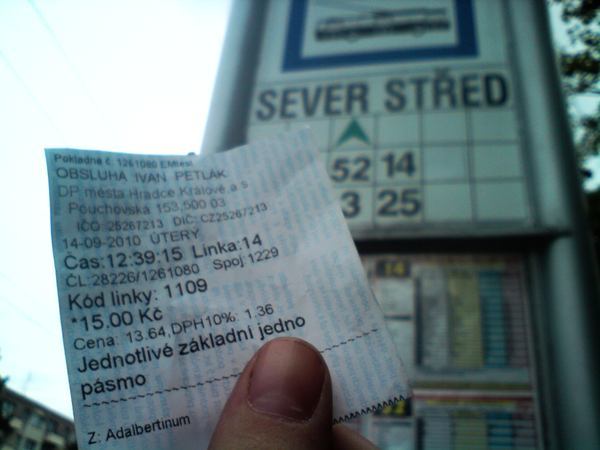 SEVER STŘED
52 14
3 25
14
Pokladna č. 1261080 EMtest
OBSLUHA IVAN PETLÁK
DP města Hradce Králové,a.s
Pouchovská 153,500 03
IČO:25267213 DIČ:CZ25267213
14-09-2010 ÚTERÝ
Čas:12:39:15 Linka:14
ČL:28226/1261080 Spoj:1229
Kód linky: 1109
*15.00 Kč
Cena: 13.64,DPH10%: 1.36
Jednotlivé základní jedno
pásmo
Z: Adalbertinum